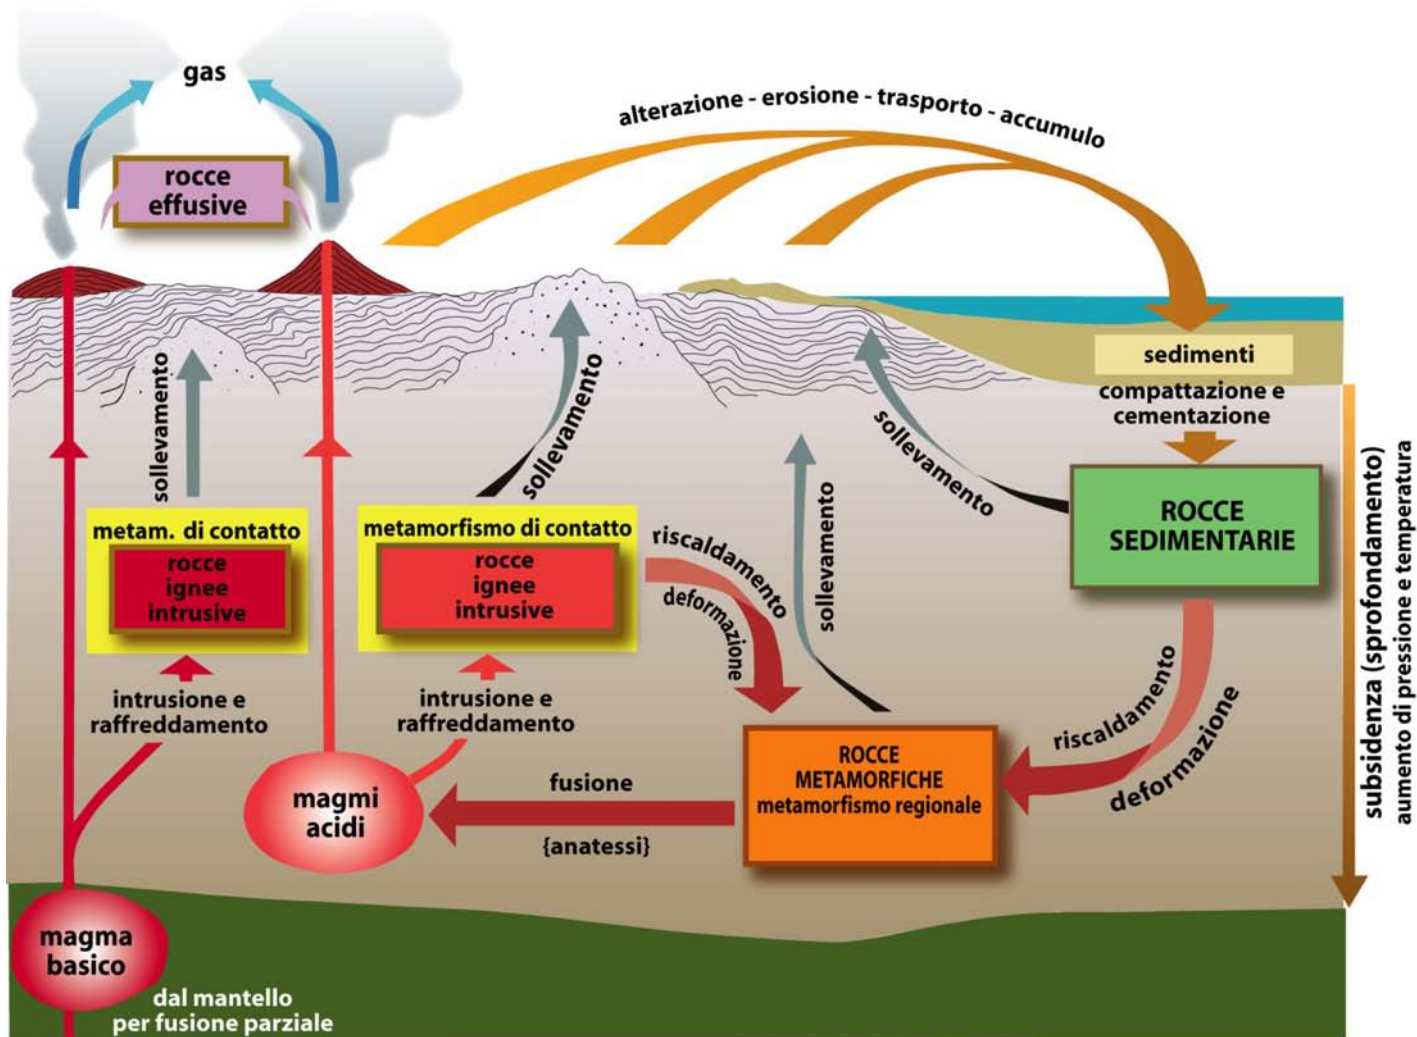 gas
rocce
effusive
alterazione - erosione - trasporto - accumulo
sedimenti
compattazione e
cementazione
ROCCE
SEDIMENTARIE
sollevamento
sollevamento
sollevamento
sollevamento
metam. di contatto
rocce
ignee
intrusive
metamorfismo di contatto
rocce
ignee
intrusive
riscaldamento
deformazione
intrusione e
raffreddamento
intrusione e
raffreddamento
riscaldamento
deformazione
ROCCE
METAMORFICHE
metamorfismo regionale
fusione
{anatessi}
magmi
acidi
magma
basico
dal mantello
per fusione parziale
subsidenza (sprofondamento)
aumento di pressione e temperatura